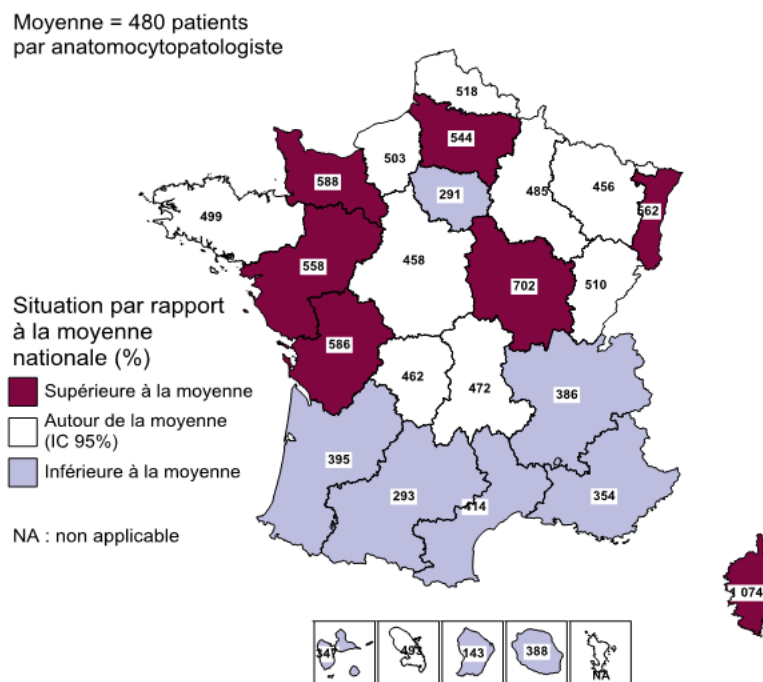 Moyenne = 480 patients
par anatomocytopatologiste
518
544
503
588
291
485
456
562
499
558
458
702
510
586
462
472
386
395
293
414
354
Situation par rapport
à la moyenne
nationale (%)
Supérieure à la moyenne
Autour de la moyenne
(IC 95%)
Inférieure à la moyenne
NA : non applicable
1 074
347
493
143
388
NA